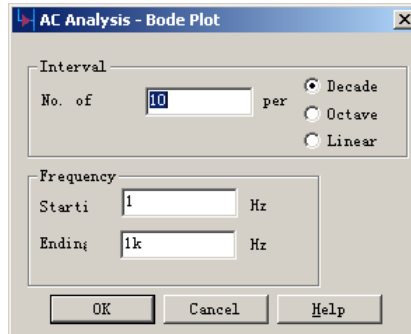 AC Analysis - Bode Plot
Interval
No. of 10 per
Decade
Octave
Linear
Frequency
Starti 1 Hz
Ending 1k Hz
OK Cancel Help